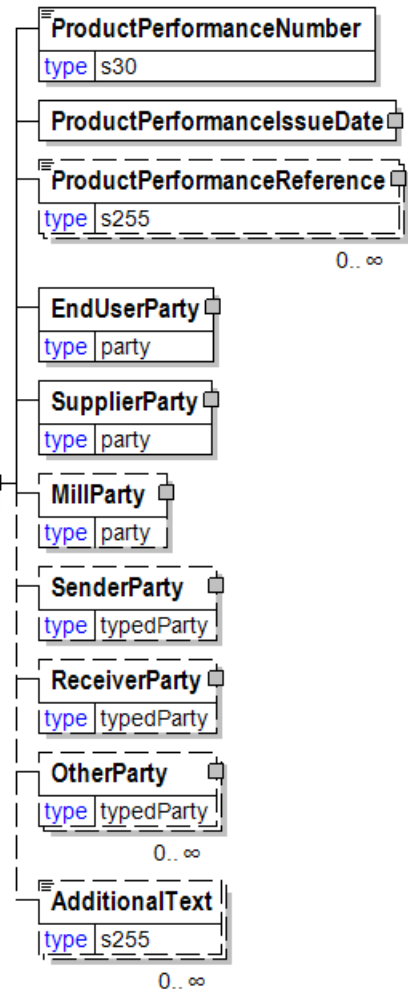 ProductPerformanceNumber
type s30
ProductPerformanceIssueDate
ProductPerformanceReference
type s255
0.. ∞
EndUserParty
type party
SupplierParty
type party
MillParty
type party
SenderParty
type typedParty
ReceiverParty
type typedParty
OtherParty
type typedParty
0.. ∞
AdditionalText
type s255
0.. ∞